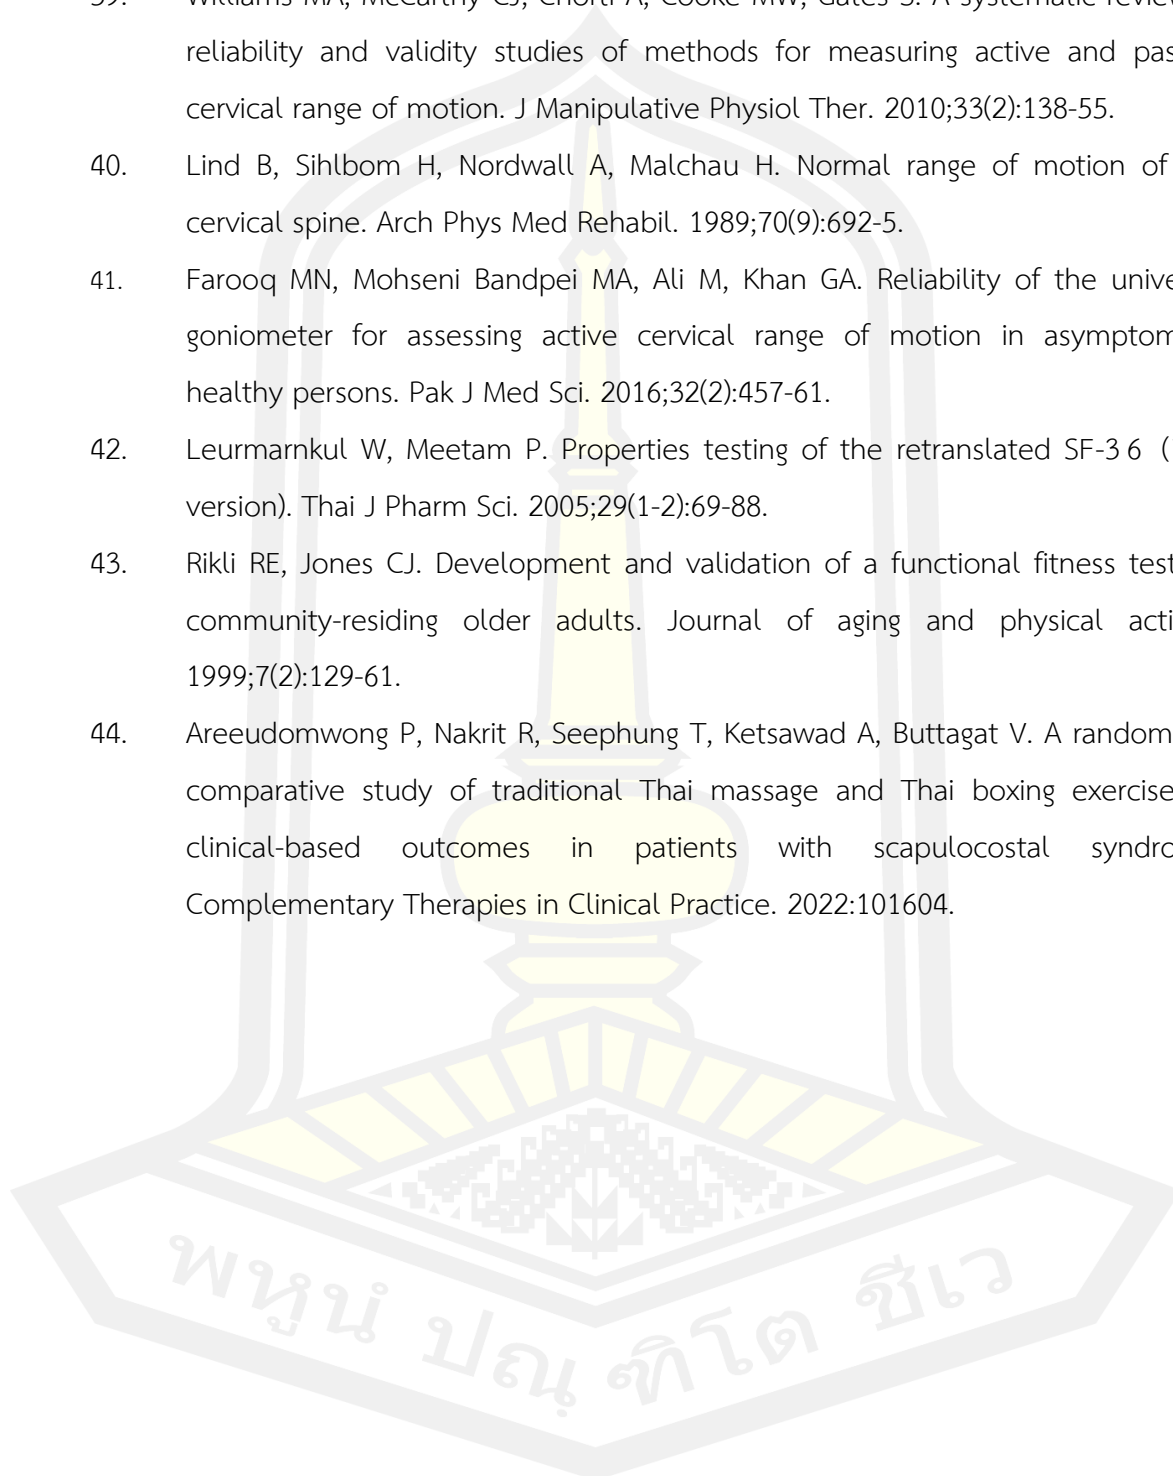 39. Williams MA, McCarthy CJ, Chorti A, Cooke MW, Gates S. A systematic review
reliability and validity studies of methods for measuring active and pas
cervical range of motion. J Manipulative Physiol Ther. 2010;33(2):138-55.
40. Lind B, Sihlbom H, Nordwall A, Malchau H. Normal range of motion of
cervical spine. Arch Phys Med Rehabil. 1989;70(9):692-5.
41. Farooq MN, Mohseni Bandpei MA, Ali M, Khan GA. Reliability of the unive
goniometer for assessing active cervical range of motion in asymptom
healthy persons. Pak J Med Sci. 2016;32(2):457-61.
42. Leurmarnkul W, Meetam P. Properties testing of the retranslated SF-3 6 (
version). Thai J Pharm Sci. 2005;29(1-2):69-88.
43. Rikli RE, Jones CJ. Development and validation of a functional fitness test
community-residing older adults. Journal of aging and physical acti
1999;7(2):129-61.
44. Areeudomwong P, Nakrit R, Seephung T, Ketsawad A, Buttagat V. A random
comparative study of traditional Thai massage and Thai boxing exercise
clinical-based outcomes in patients with scapulocostal syndro
Complementary Therapies in Clinical Practice. 2022:101604.
พหูนํ ปณฺ ฑิโต ชีเว